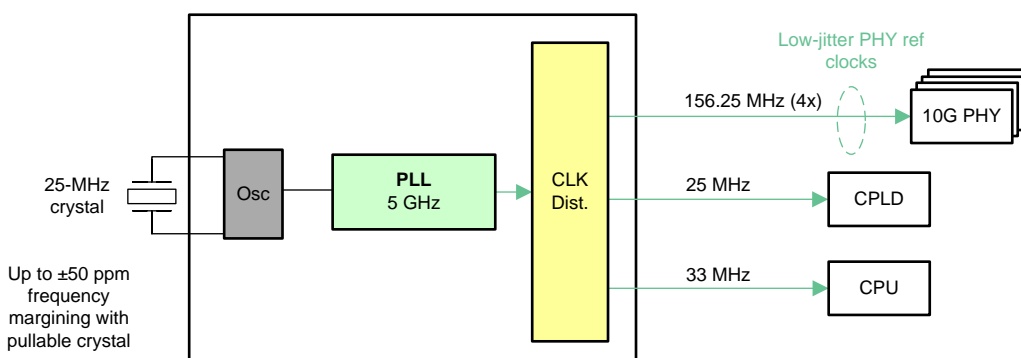 Low-jitter PHY ref
clocks
156.25 MHz (4x)
10G PHY
25-MHz
crystal
Osc
PLL
5 GHz
CLK
Dist.
25 MHz
CPLD
Up to ±50 ppm
frequency
margining with
pullable crystal
33 MHz
CPU